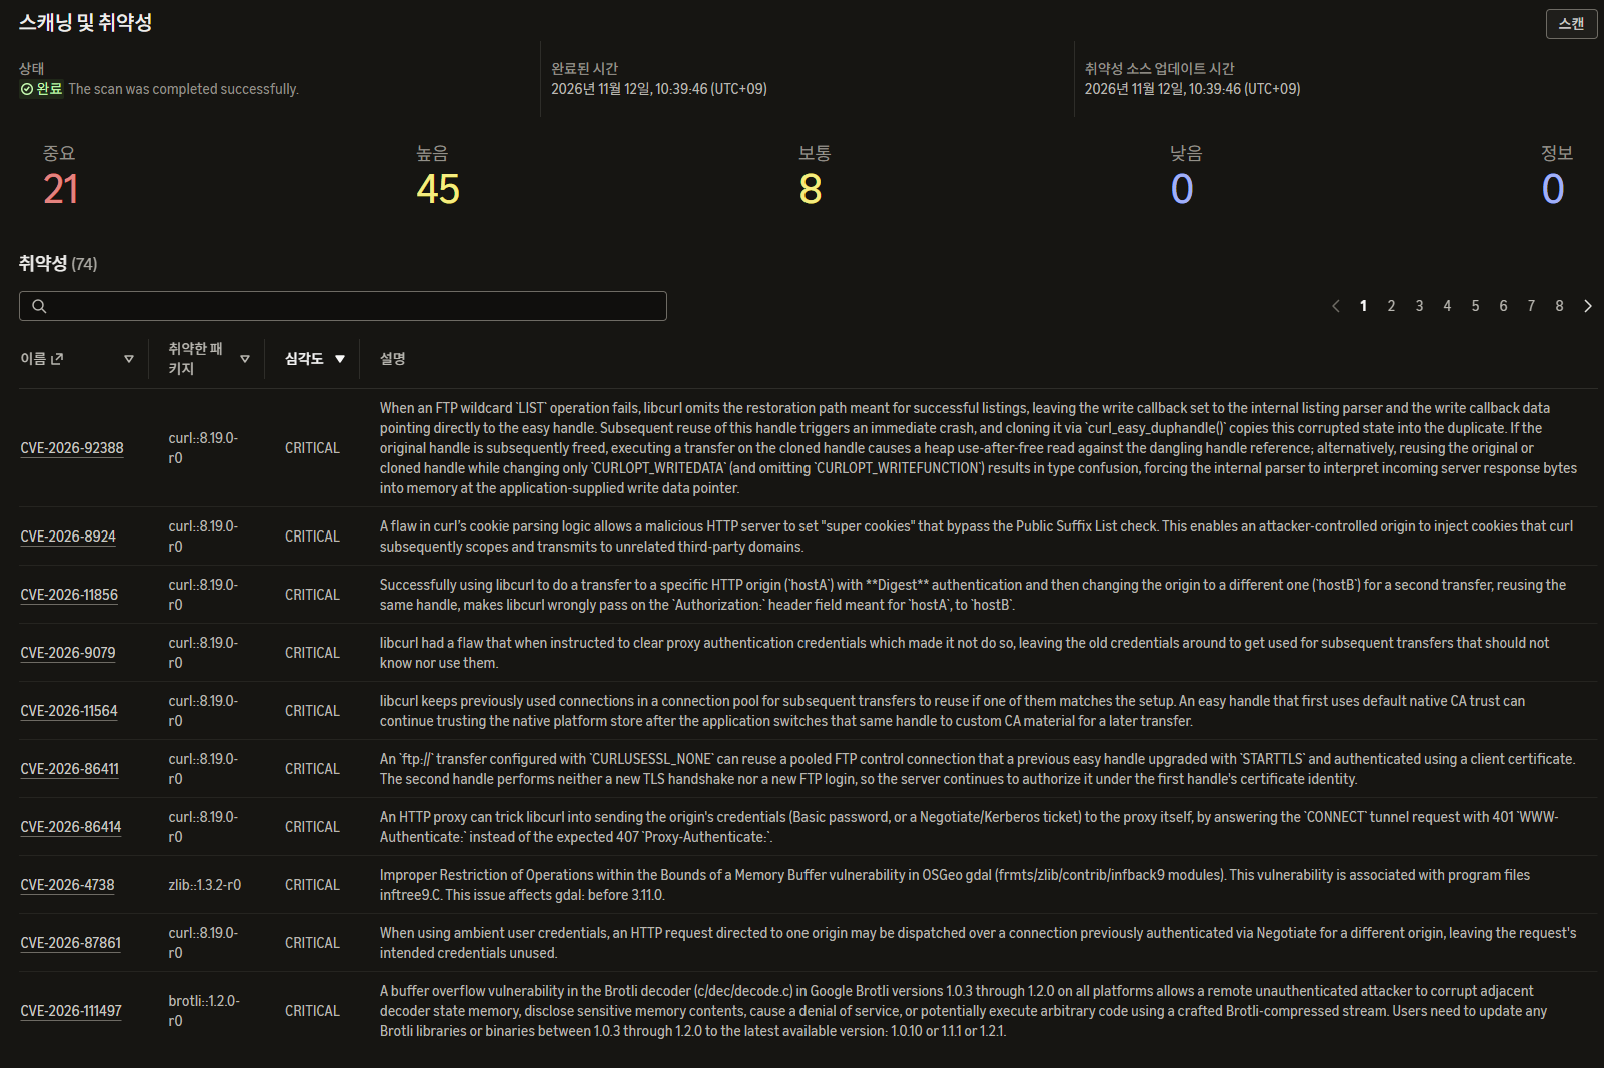 스캐닝 및 취약성
스캔
상태
완료 The scan was completed successfully.
완료된 시간
2026년 11월 12일, 10:39:46 (UTC+09)
취약성 소스 업데이트 시간
2026년 11월 12일, 10:39:46 (UTC+09)
중요
21
높음
45
보통
8
낮음
0
정보
0
취약성 (74)
1 2 3 4 5 6 7 8
이름
취약한 패
키지
심각도
설명
CVE-2026-92388
curl::8.19.0-
r0
CRITICAL
When an FTP wildcard `LIST` operation fails, libcurl omits the restoration path meant for successful listings, leaving the write callback set to the internal listing parser and the write callback data
pointing directly to the easy handle. Subsequent reuse of this handle triggers an immediate crash, and cloning it via `curl_easy_duphandle()` copies this corrupted state into the duplicate. If the
original handle is subsequently freed, executing a transfer on the cloned handle causes a heap use-after-free read against the dangling handle reference; alternatively, reusing the original or
cloned handle while changing only `CURLOPT_WRITEDATA` (and omitting `CURLOPT_WRITEFUNCTION`) results in type confusion, forcing the internal parser to interpret incoming server response bytes
into memory at the application-supplied write data pointer.
CVE-2026-8924
curl::8.19.0-
r0
CRITICAL
A flaw in curl's cookie parsing logic allows a malicious HTTP server to set "super cookies" that bypass the Public Suffix List check. This enables an attacker-controlled origin to inject cookies that curl
subsequently scopes and transmits to unrelated third-party domains.
CVE-2026-11856
curl::8.19.0-
r0
CRITICAL
Successfully using libcurl to do a transfer to a specific HTTP origin (`hostA`) with **Digest** authentication and then changing the origin to a different one (`hostB`) for a second transfer, reusing the
same handle, makes libcurl wrongly pass on the `Authorization:` header field meant for `hostA`, to `hostB`.
CVE-2026-9079
curl::8.19.0-
r0
CRITICAL
libcurl had a flaw that when instructed to clear proxy authentication credentials which made it not do so, leaving the old credentials around to get used for subsequent transfers that should not
know nor use them.
CVE-2026-11564
curl::8.19.0-
r0
CRITICAL
libcurl keeps previously used connections in a connection pool for subsequent transfers to reuse if one of them matches the setup. An easy handle that first uses default native CA trust can
continue trusting the native platform store after the application switches that same handle to custom CA material for a later transfer.
CVE-2026-86411
curl::8.19.0-
r0
CRITICAL
An `ftp://` transfer configured with `CURLUSESSL_NONE` can reuse a pooled FTP control connection that a previous easy handle upgraded with `STARTTLS` and authenticated using a client certificate.
The second handle performs neither a new TLS handshake nor a new FTP login, so the server continues to authorize it under the first handle's certificate identity.
CVE-2026-86414
curl::8.19.0-
r0
CRITICAL
An HTTP proxy can trick libcurl into sending the origin's credentials (Basic password, or a Negotiate/Kerberos ticket) to the proxy itself, by answering the `CONNECT` tunnel request with 401 `WWW-
Authenticate:` instead of the expected 407 `Proxy-Authenticate:`.
CVE-2026-4738
zlib::1.3.2-r0
CRITICAL
Improper Restriction of Operations within the Bounds of a Memory Buffer vulnerability in OSGeo gdal (frmts/zlib/contrib/infback9 modules). This vulnerability is associated with program files
inftree9.C. This issue affects gdal: before 3.11.0.
CVE-2026-87861
curl::8.19.0-
r0
CRITICAL
When using ambient user credentials, an HTTP request directed to one origin may be dispatched over a connection previously authenticated via Negotiate for a different origin, leaving the request's
intended credentials unused.
CVE-2026-111497
brotli::1.2.0-
r0
CRITICAL
A buffer overflow vulnerability in the Brotli decoder (c/dec/decode.c) in Google Brotli versions 1.0.3 through 1.2.0 on all platforms allows a remote unauthenticated attacker to corrupt adjacent
decoder state memory, disclose sensitive memory contents, cause a denial of service, or potentially execute arbitrary code using a crafted Brotli-compressed stream. Users need to update any
Brotli libraries or binaries between 1.0.3 through 1.2.0 to the latest available version: 1.0.10 or 1.1.1 or 1.2.1.